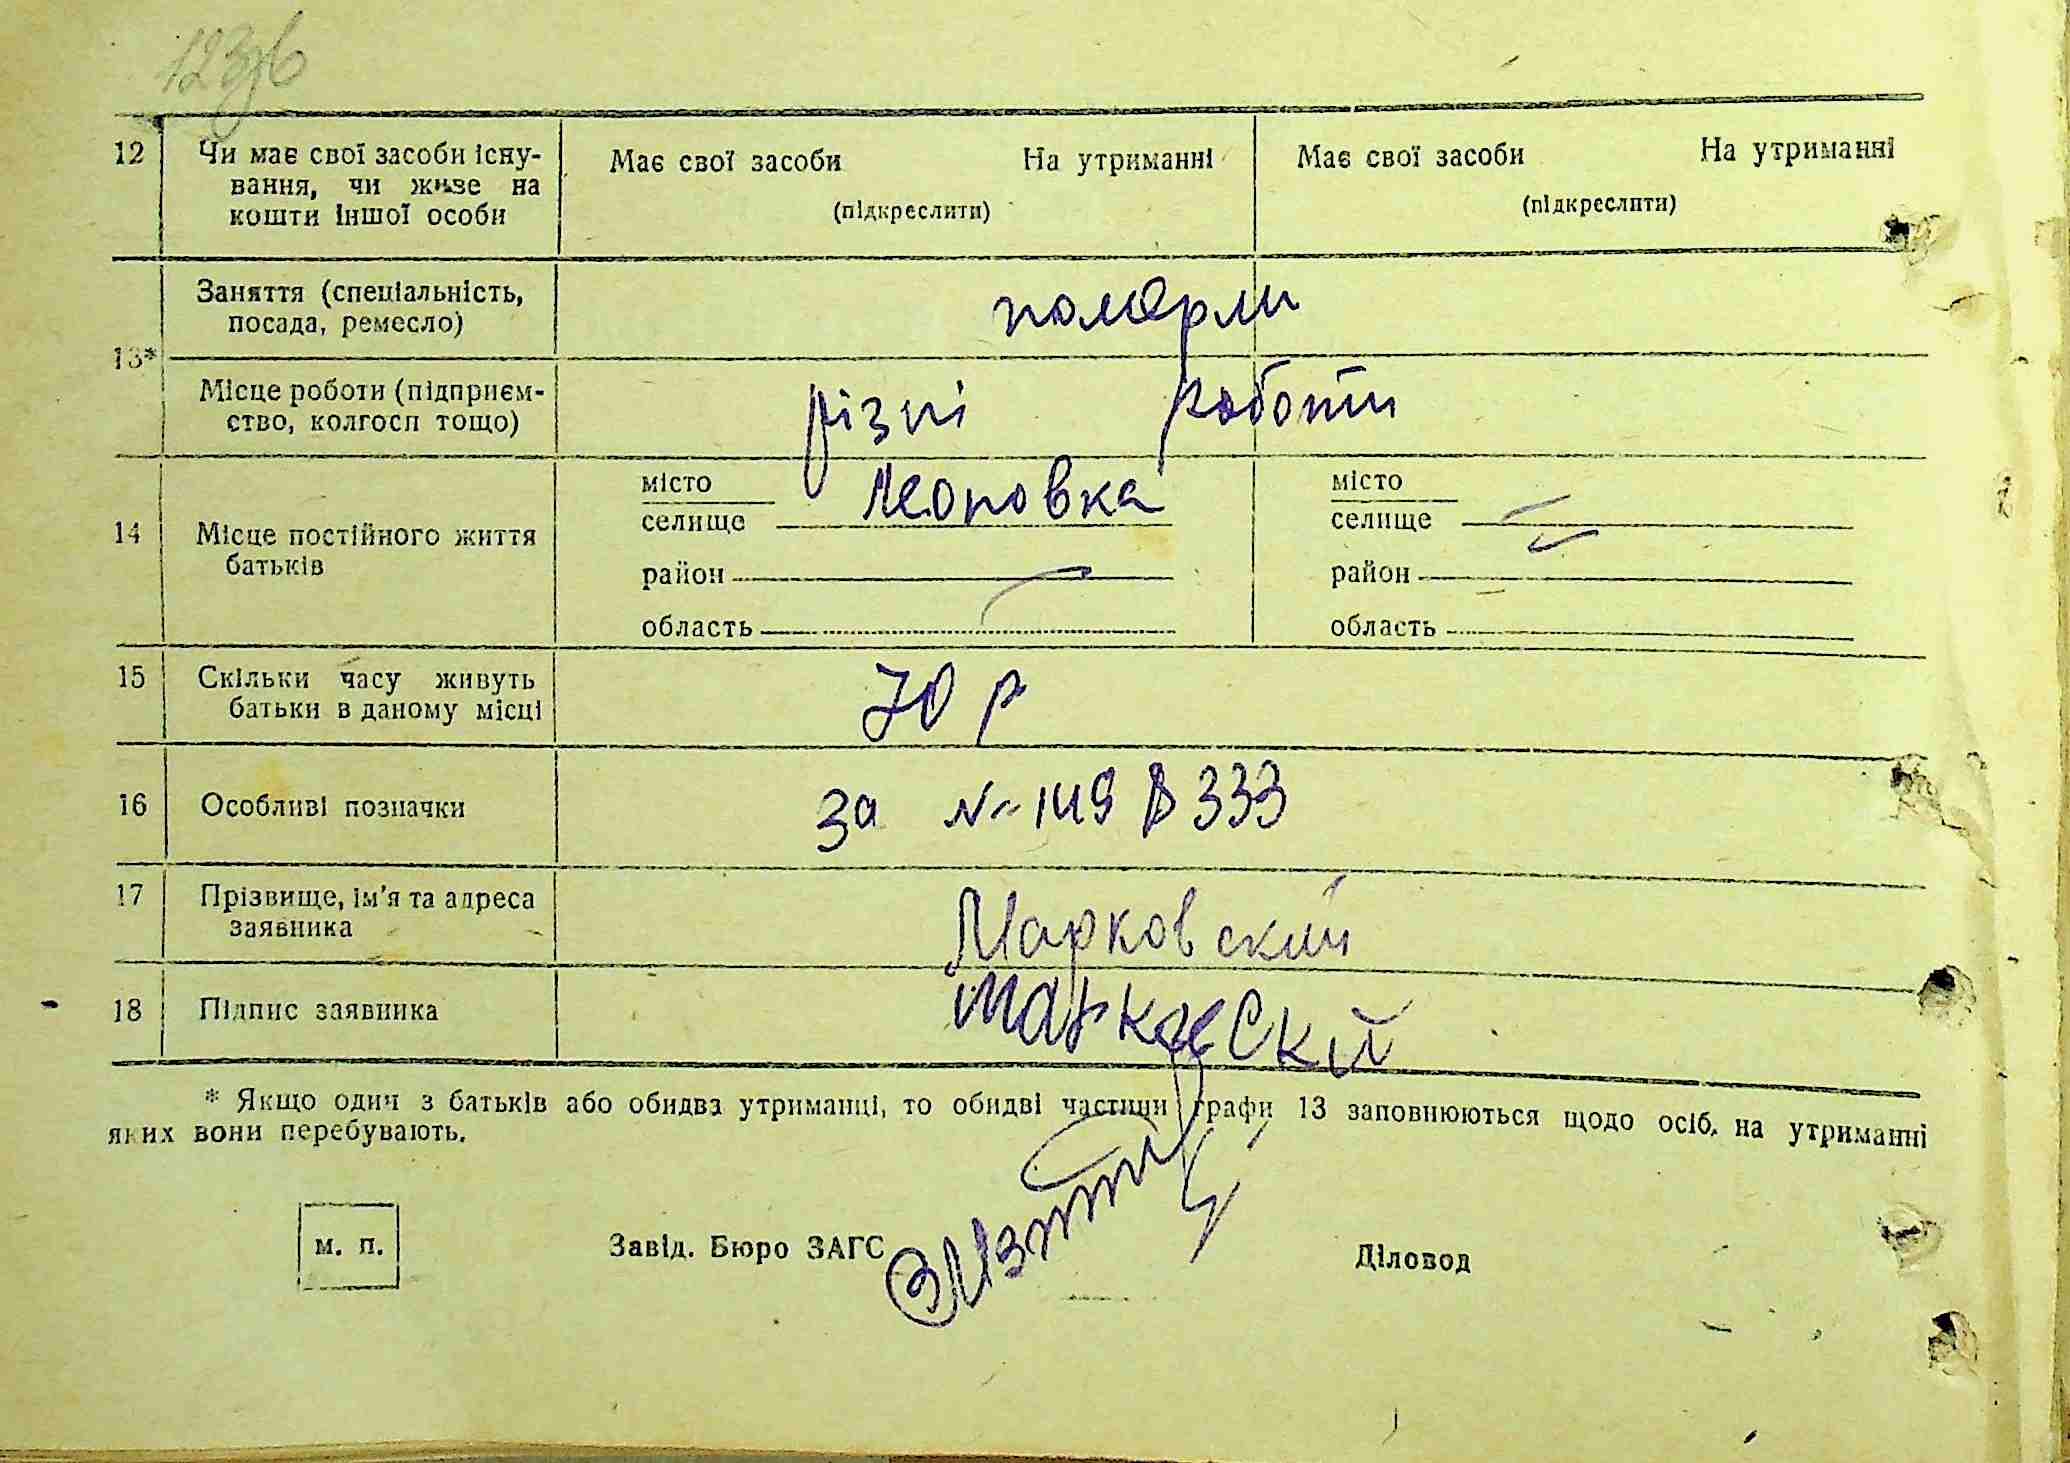 12 Чи має свої засоби існу-
вання, чи живе на
кошти іншої особи
Має свої засоби На утриманні
(підкреслити)
Має свої засоби На утриманні
(підкреслити)
13*
Заняття (спеціальність,
посада, ремесло)
померли
Місце роботи (підприєм-
ство, колгосп тощо)
різні роботи
14 Місце постійного життя
батьків
місто
селище Леоновка
район
область
місто
селище
район
область
15 Скільки часу живуть
батьки в даному місці
70 р
16 Особливі позначки
за № 149 В 333
17 Прізвище, ім'я та адреса
заявника
Марковский
18 Підпис заявника
Марковскій
* Якщо один з батьків або обидва утриманці, то обидві частини графи 13 заповнюються щодо осіб, на утриманні
яких вони перебувають.
м. п.
Завід. Бюро ЗАГС
Діловод